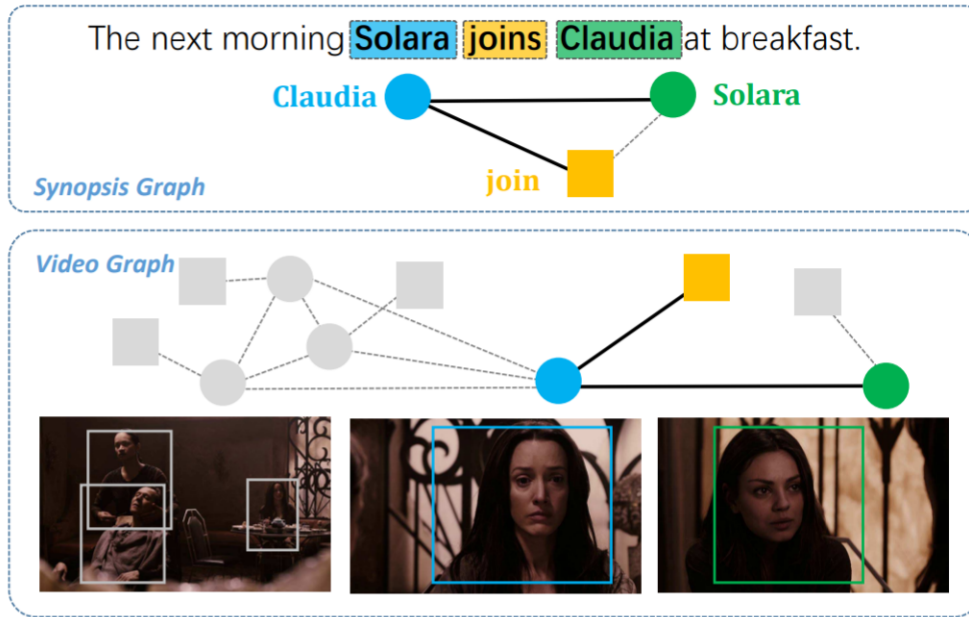 The next morning Solara joins Claudia at breakfast.
Claudia
Solara
join
Synopsis Graph
Video Graph